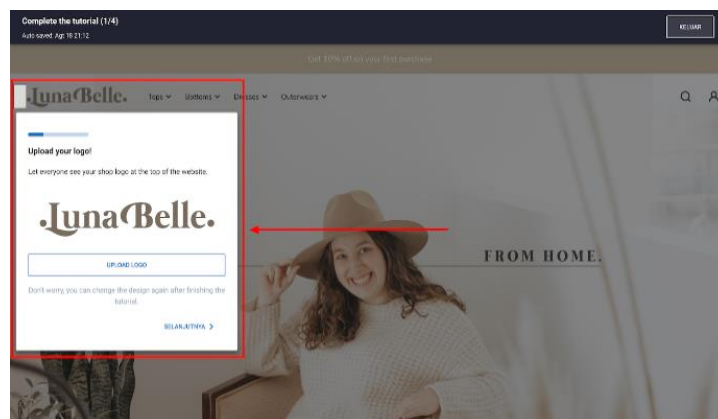 Complete the tutorial (1/4)
Auto saved Agt 18 21:12
KELUAR
Get 10% off on your first purchase
.LunaBelle.
Tops
Bottoms
Dresses
Outerwears
Upload your logo!
Let everyone see your shop logo at the top of the website.
.LunaBelle.
UPLOAD LOGO
Don't worry, you can change the design again after finishing the
tutorial.
SELANJUTNYA
FROM HOME.